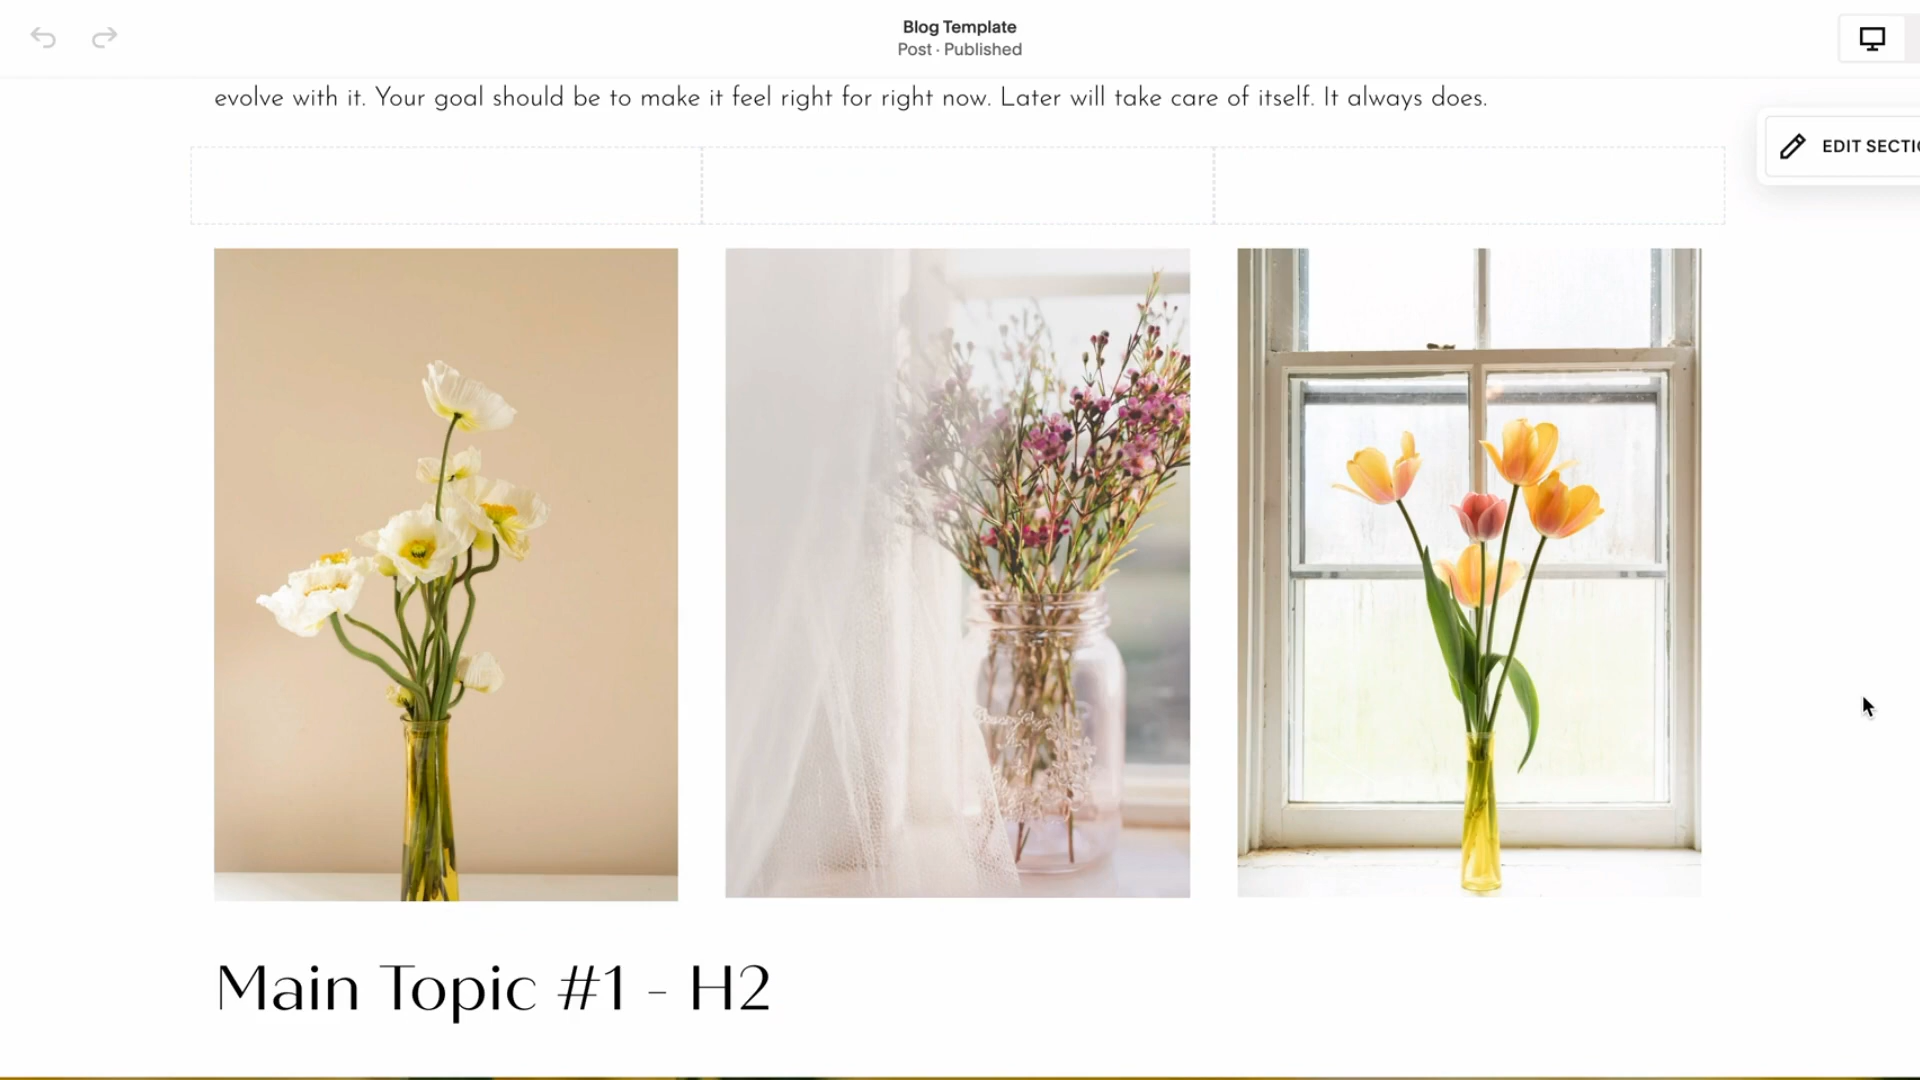 Blog Template
Post · Published
evolve with it. Your goal should be to make it feel right for right now. Later will take care of itself. It always does.
EDIT SECTIO
Main Topic #1 - H2